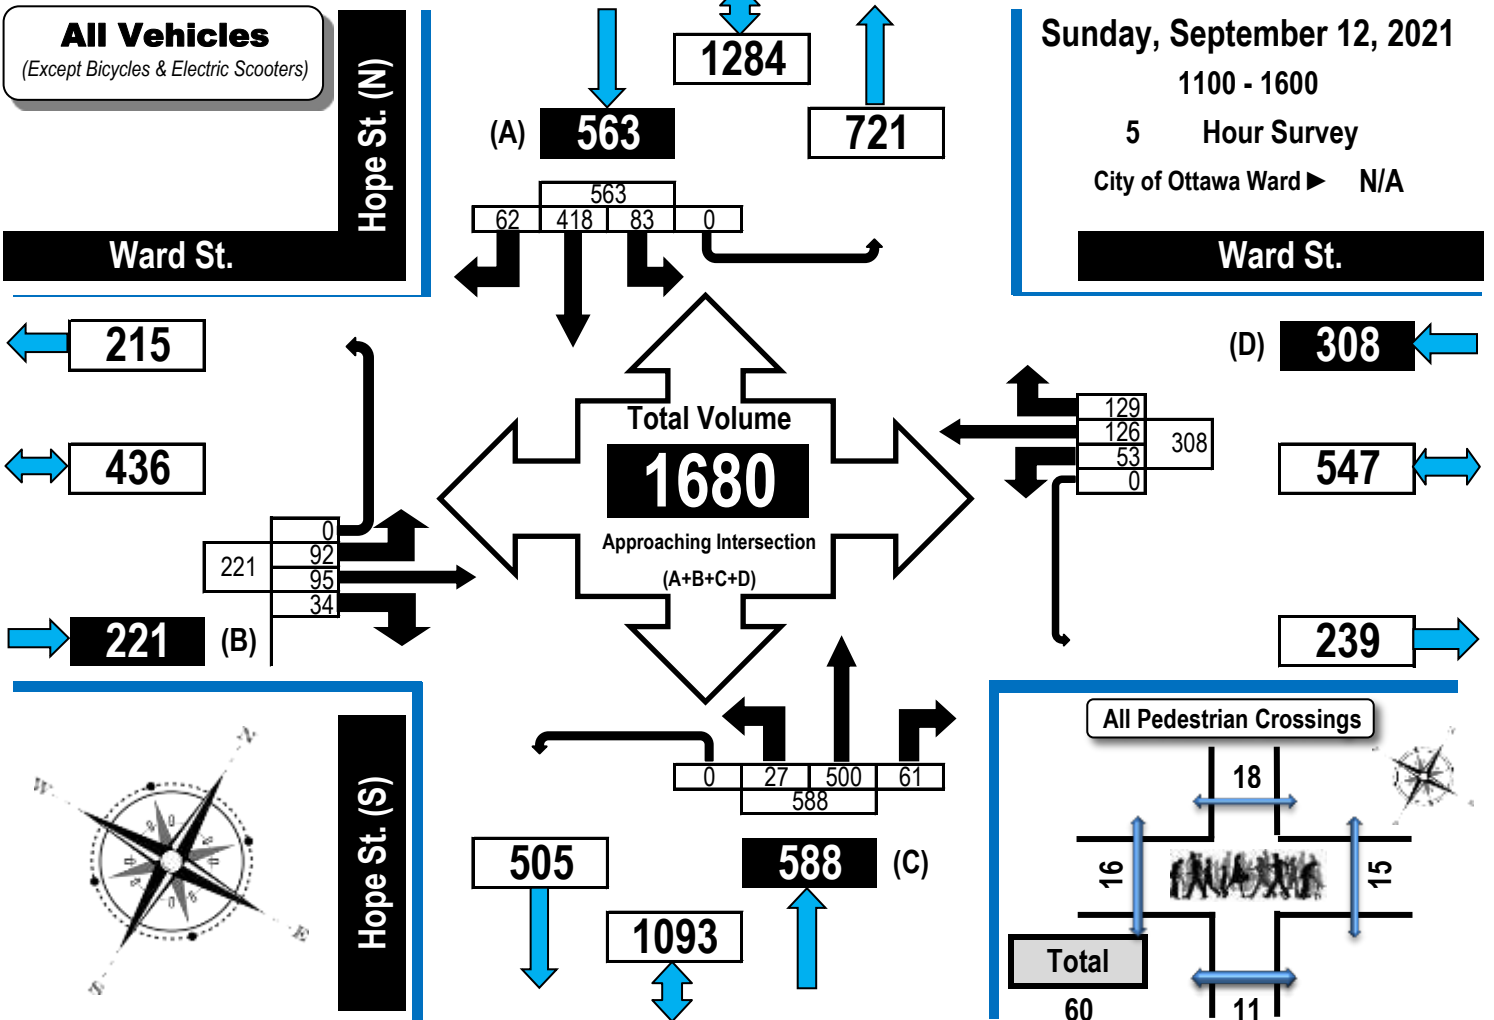 All Vehicles
(Except Bicycles & Electric Scooters)
Hope St. (N)
Ward St.
1284
(A) 563
721
563
62 418 83 0
Sunday, September 12, 2021
1100 - 1600
5 Hour Survey
City of Ottawa Ward ► N/A
Ward St.
215
436
0
92
95
34
221
221 (B)
Total Volume
1680
Approaching Intersection
(A+B+C+D)
(D) 308
129
126
53
0
308
547
239
N
W
E
S
Hope St. (S)
0 27 500 61
588
505
588 (C)
1093
All Pedestrian Crossings
18
16
15
Total
60
11